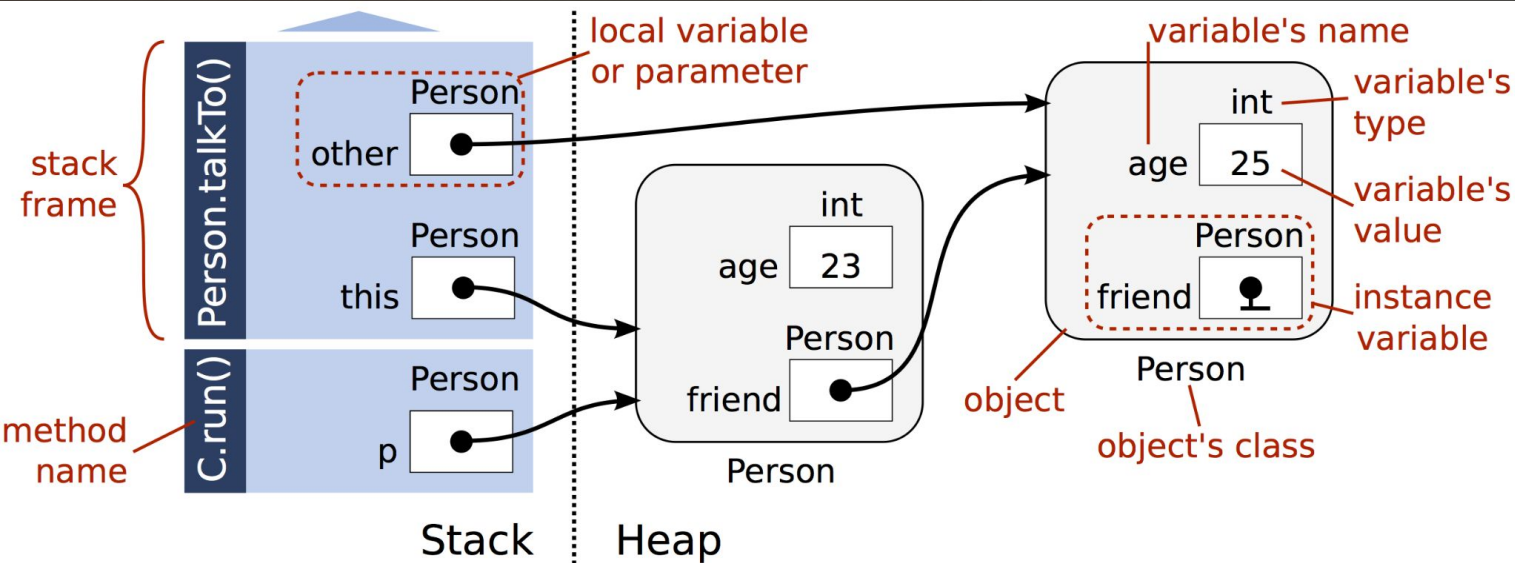 local variable
or parameter
variable's name
Person.talkTo()
Person
other
stack
frame
Person
this
int
age
23
Person
friend
Person
int
variable's
type
age
25
variable's
value
Person
friend
instance
variable
Person
object
object's class
C.run()
Person
p
method
name
Stack
Heap